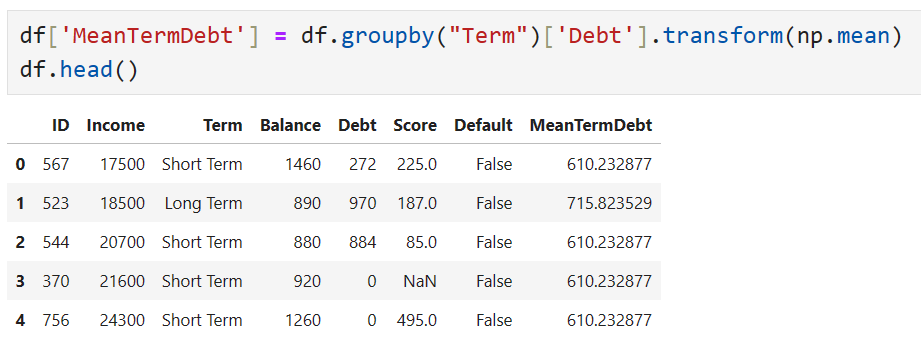 df['MeanTermDebt'] = df.groupby("Term")['Debt'].transform(np.mean)
df.head()
ID Income Term Balance Debt Score Default MeanTermDebt
0 567 17500 Short Term 1460 272 225.0 False 610.232877
1 523 18500 Long Term 890 970 187.0 False 715.823529
2 544 20700 Short Term 880 884 85.0 False 610.232877
3 370 21600 Short Term 920 0 NaN False 610.232877
4 756 24300 Short Term 1260 0 495.0 False 610.232877